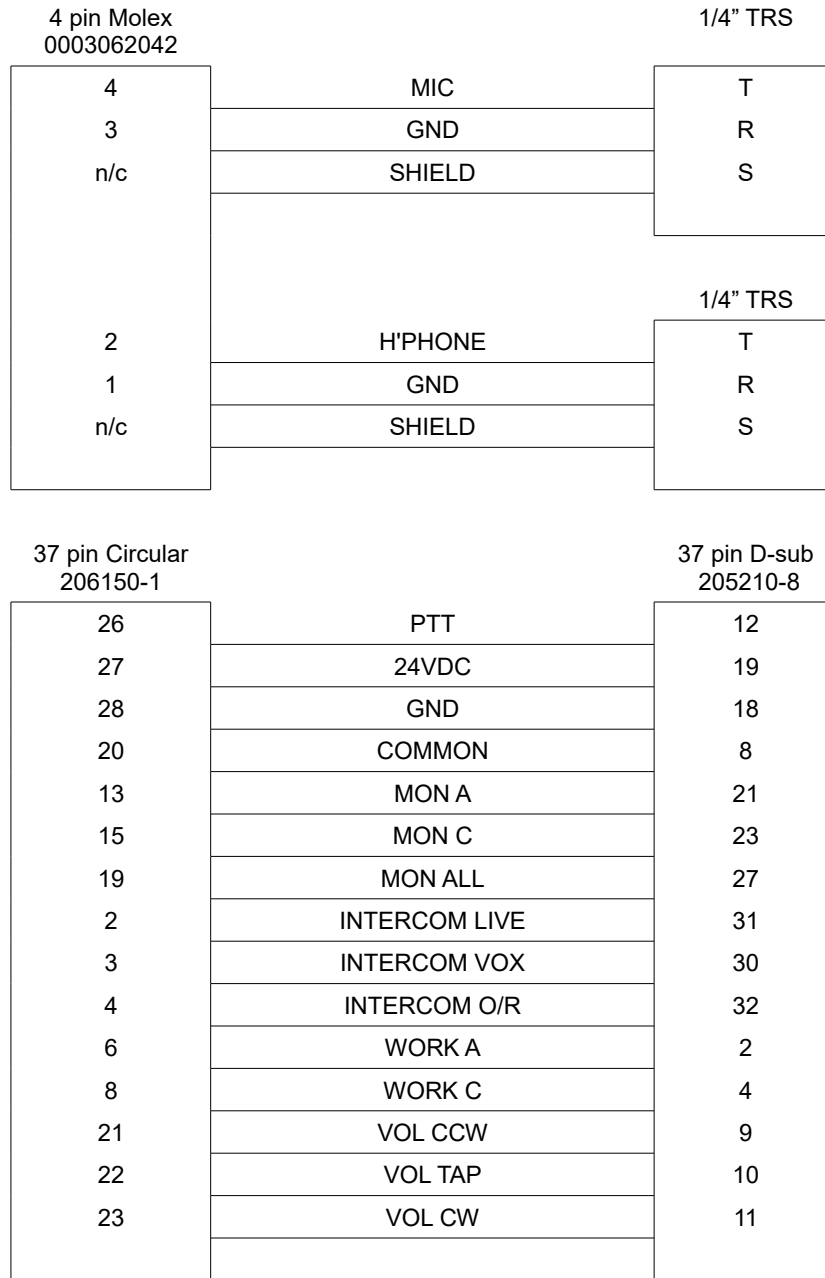 4 pin Molex 1/4” TRS
0003062042
4 MIC T
3 GND R
n/c SHIELD S
1/4” TRS
2 H'PHONE T
1 GND R
n/c SHIELD S
37 pin Circular 37 pin D-sub
206150-1 205210-8
26 PTT 12
27 24VDC 19
28 GND 18
20 COMMON 8
13 MON A 21
15 MON C 23
19 MON ALL 27
2 INTERCOM LIVE 31
3 INTERCOM VOX 30
4 INTERCOM O/R 32
6 WORK A 2
8 WORK C 4
21 VOL CCW 9
22 VOL TAP 10
23 VOL CW 11